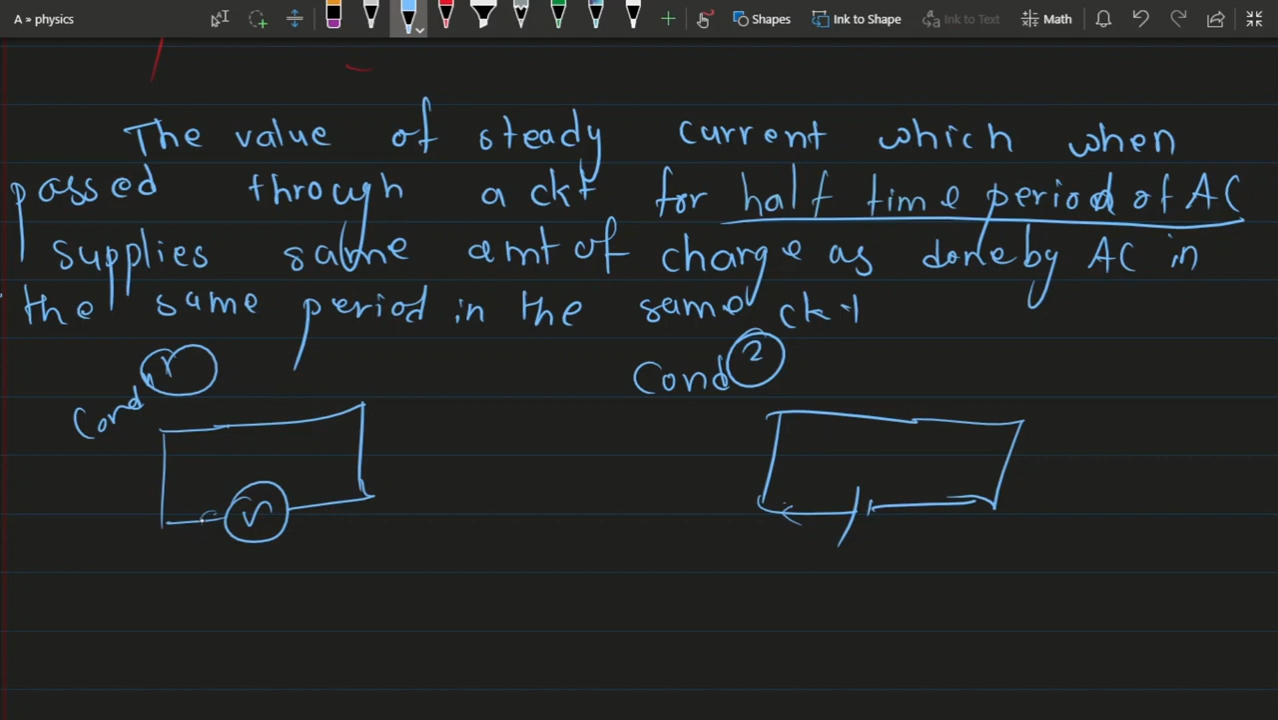 A » physics
Shapes
Ink to Shape
Ink to Text
Math
The value of steady current which when
passed through a ckt for half time period of AC
supplies same amt of charge as done by AC in
the same period in the same ckt
Cond 1
Cond 2